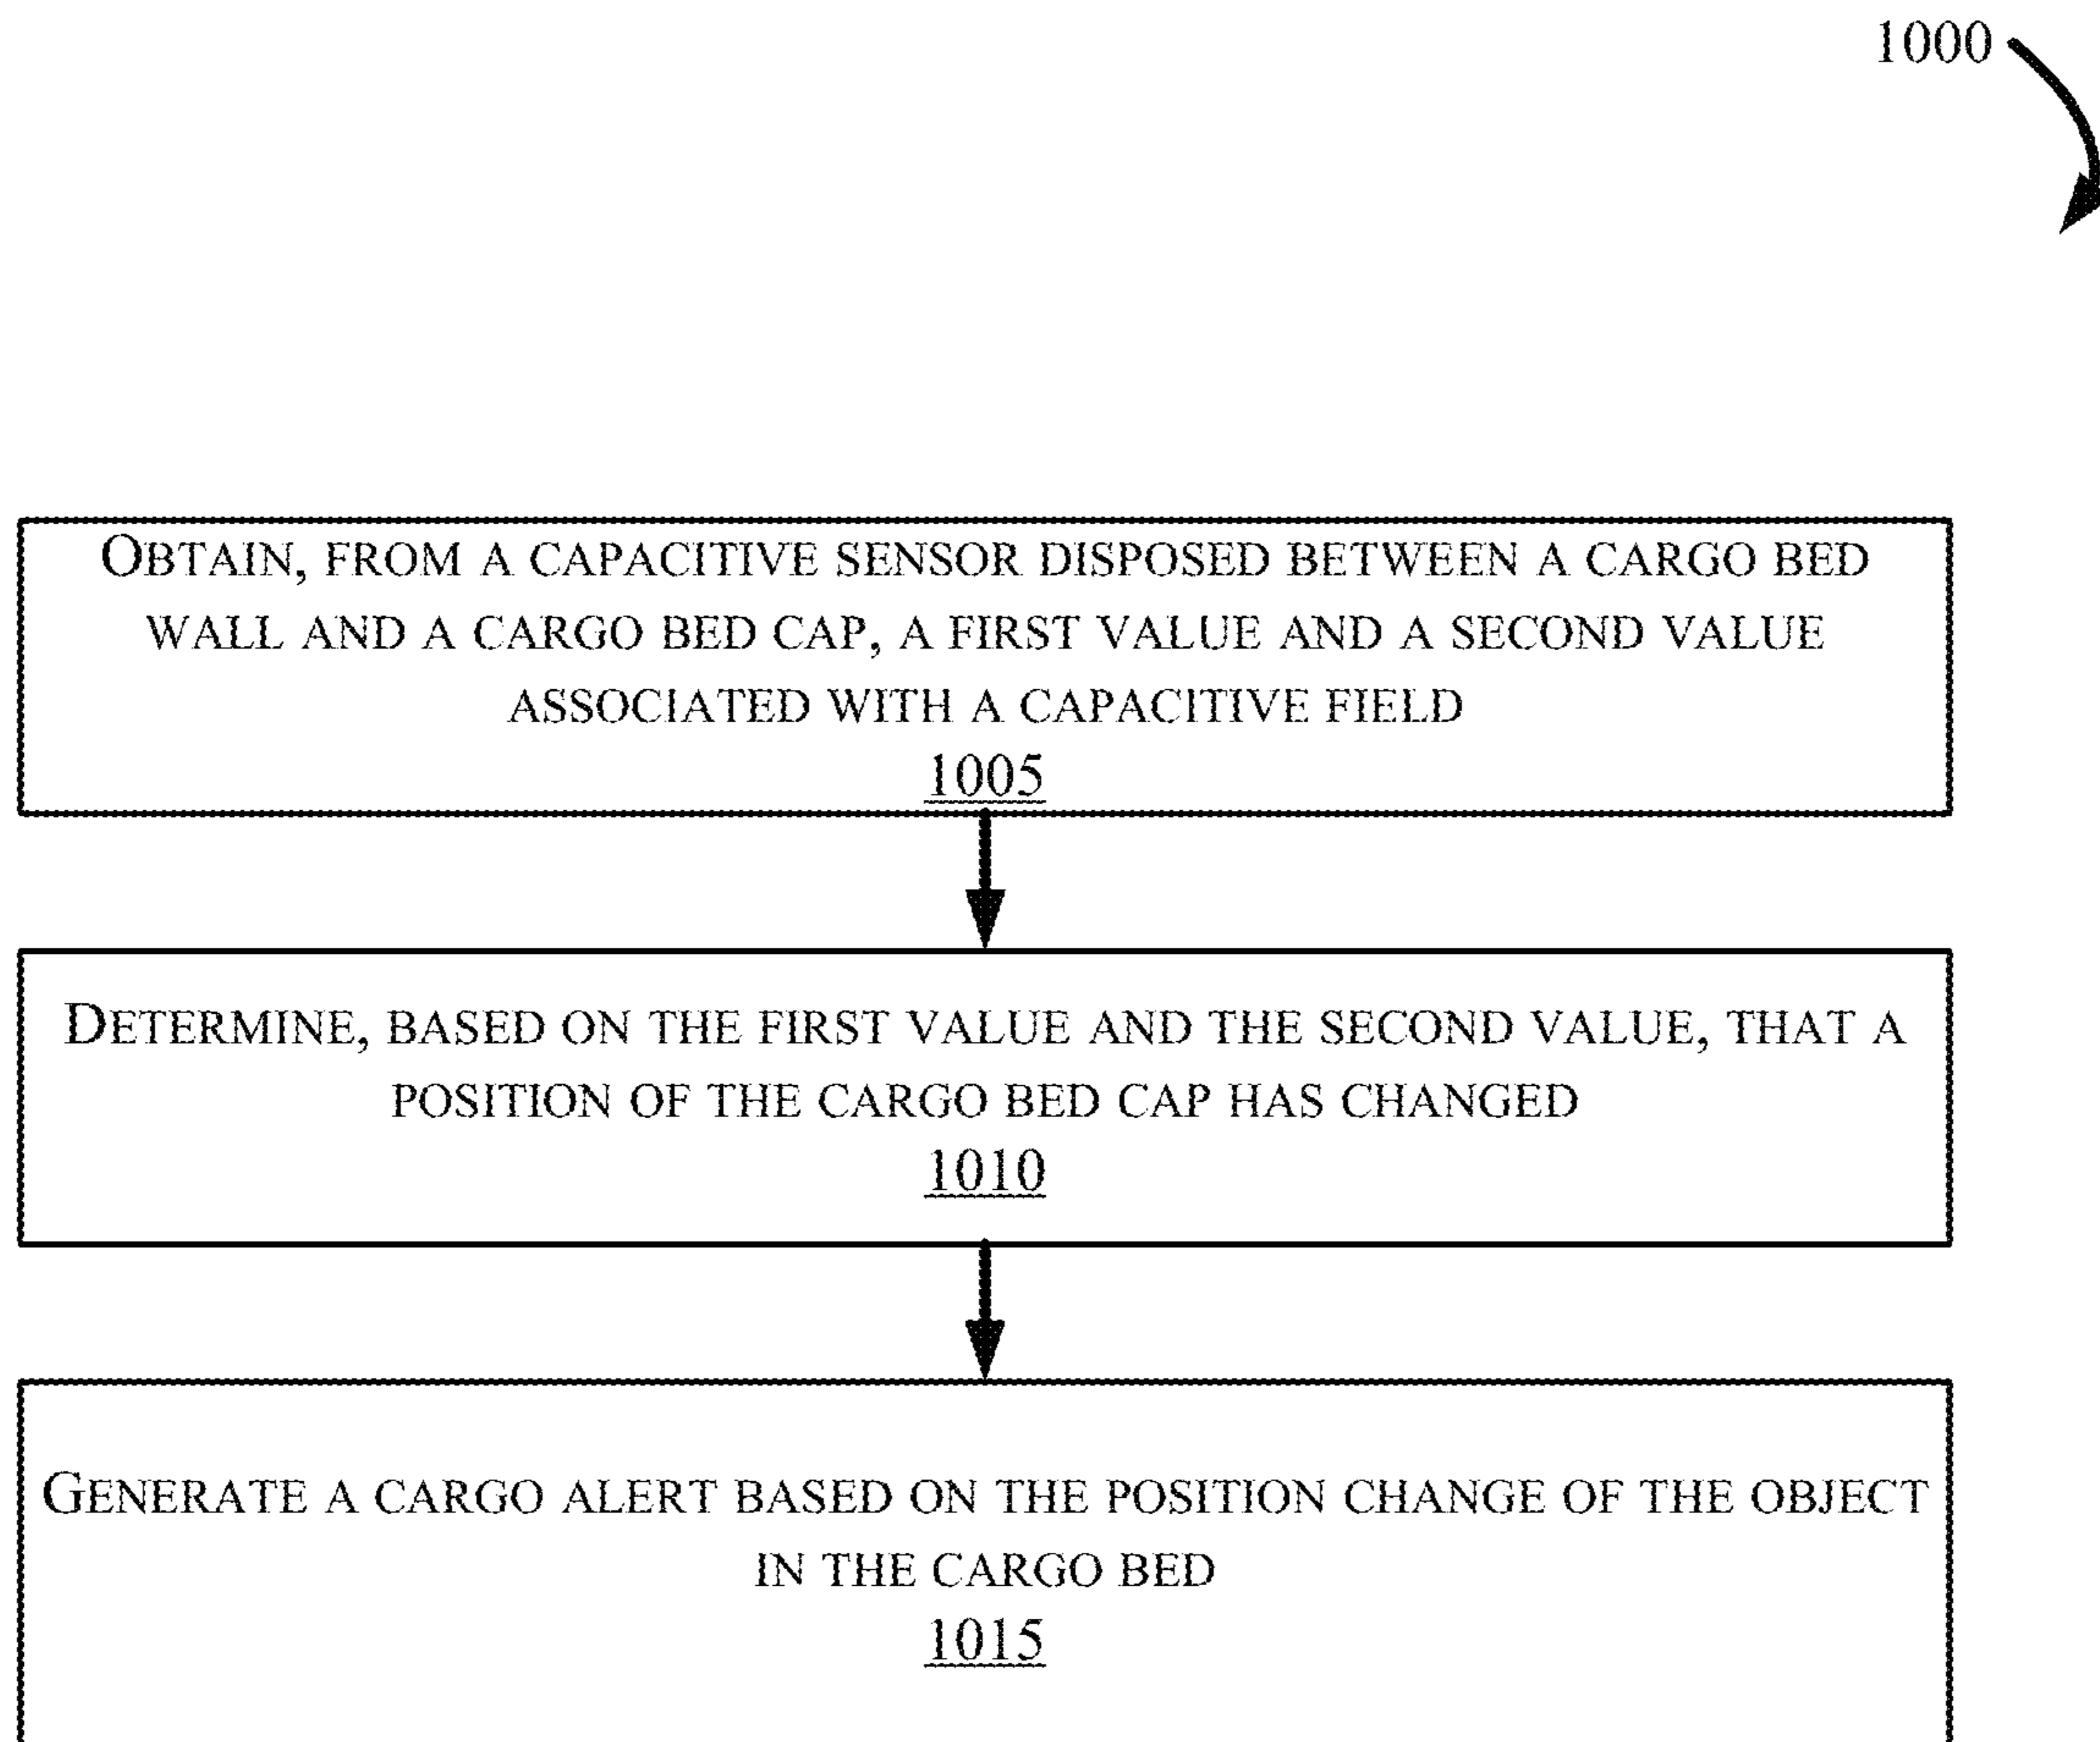 1000
OBTAIN, FROM A CAPACITIVE SENSOR DISPOSED BETWEEN A CARGO BED
WALL AND A CARGO BED CAP, A FIRST VALUE AND A SECOND VALUE
ASSOCIATED WITH A CAPACITIVE FIELD
1005
DETERMINE, BASED ON THE FIRST VALUE AND THE SECOND VALUE, THAT A
POSITION OF THE CARGO BED CAP HAS CHANGED
1010
GENERATE A CARGO ALERT BASED ON THE POSITION CHANGE OF THE OBJECT
IN THE CARGO BED
1015